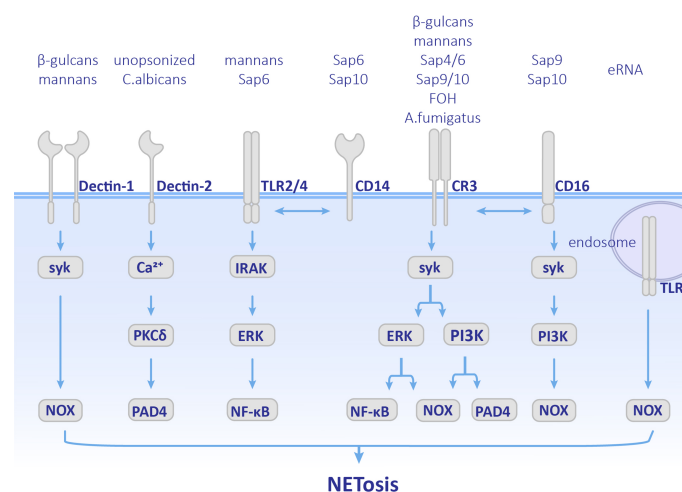 β-gulcans
mannans
unopsonized
C.albicans
mannans
Sap6
Sap6
Sap10
β-gulcans
mannans
Sap4/6
Sap9/10
FOH
A.fumigatus
Sap9
Sap10
eRNA
Dectin-1
Dectin-2
TLR2/4
CD14
CR3
CD16
endosome
TLR
syk
Ca²⁺
IRAK
syk
syk
PKCδ
ERK
ERK
PI3K
PI3K
NOX
PAD4
NF-κB
NF-κB
NOX
PAD4
NOX
NOX
NETosis